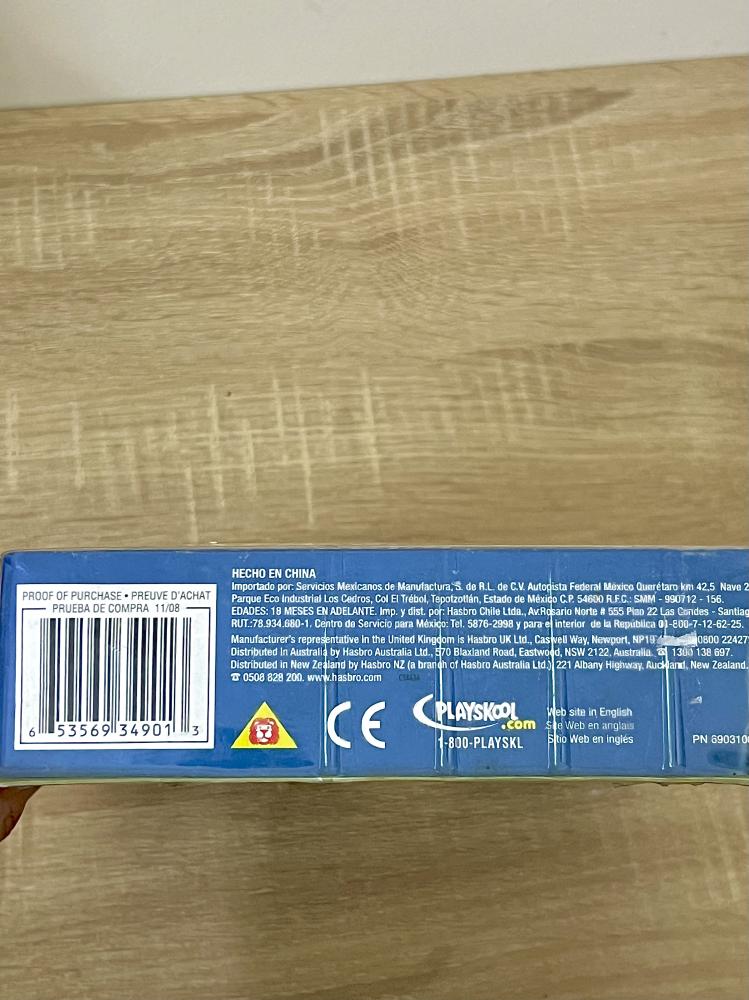 PROOF OF PURCHASE • PREUVE D'ACHAT
PRUEBA DE COMPRA 11/08
6 53569 34901 3
HECHO EN CHINA
Importado por: Servicios Mexicanos de Manufactura, S. de R.L. de C.V. Autopista Federal México Querétaro km 42,5 Nave 2
Parque Eco Industrial Los Cedros, Col El Trébol, Tepotzotlán, Estado de México C.P. 54600 R.F.C.: SMM - 990712 - 156.
EDADES: 18 MESES EN ADELANTE. Imp. y dist. por: Hasbro Chile Ltda., Av.Rosario Norte # 555 Piso 22 Las Condes - Santiag
RUT:78.934.680-1. Centro de Servicio para México: Tel. 5876-2998 y para el interior de la República 01-800-7-12-62-25.
Manufacturer's representative in the United Kingdom is Hasbro UK Ltd., Caswell Way, Newport, NP19 00800 22427
Distributed in Australia by Hasbro Australia Ltd., 570 Blaxland Road, Eastwood, NSW 2122, Australia. ☎ 1300 138 697.
Distributed in New Zealand by Hasbro NZ (a branch of Hasbro Australia Ltd.) 221 Albany Highway, Auckland, New Zealand.
☎ 0508 828 200. www.hasbro.com
CE
PLAYSKOOL
.com
1-800-PLAYSKL
Web site in English
Site Web en anglais
Sitio Web en inglés
PN 6903100